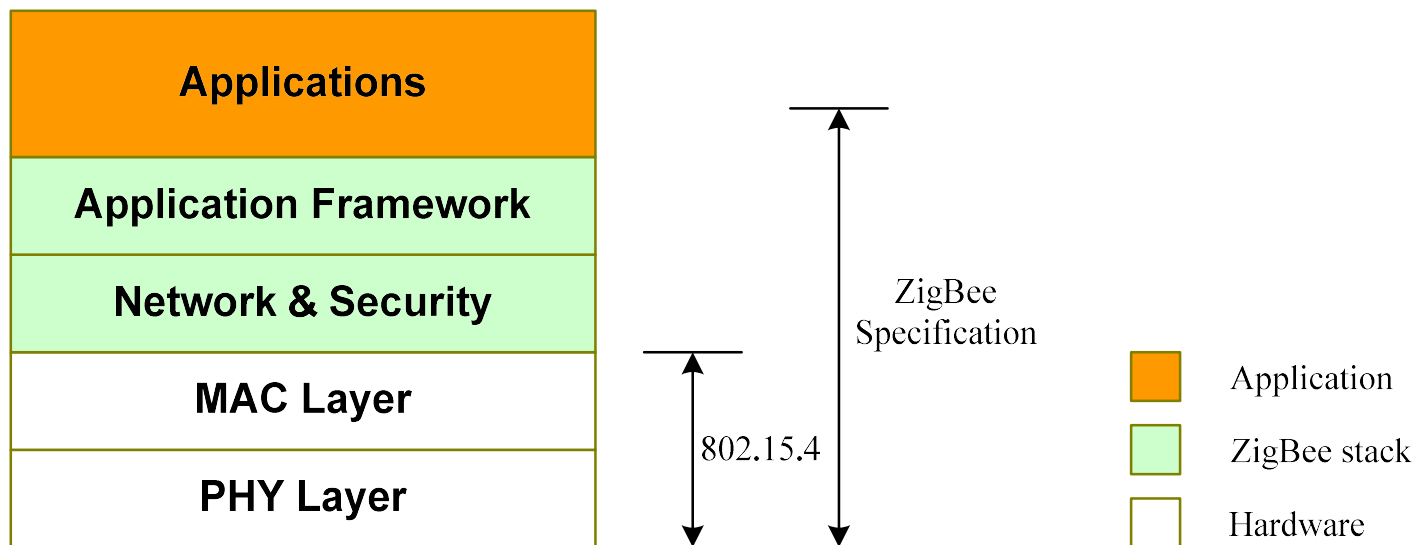 Applications
Application Framework
Network & Security
MAC Layer
PHY Layer
802.15.4
ZigBee
Specification
Application
ZigBee stack
Hardware